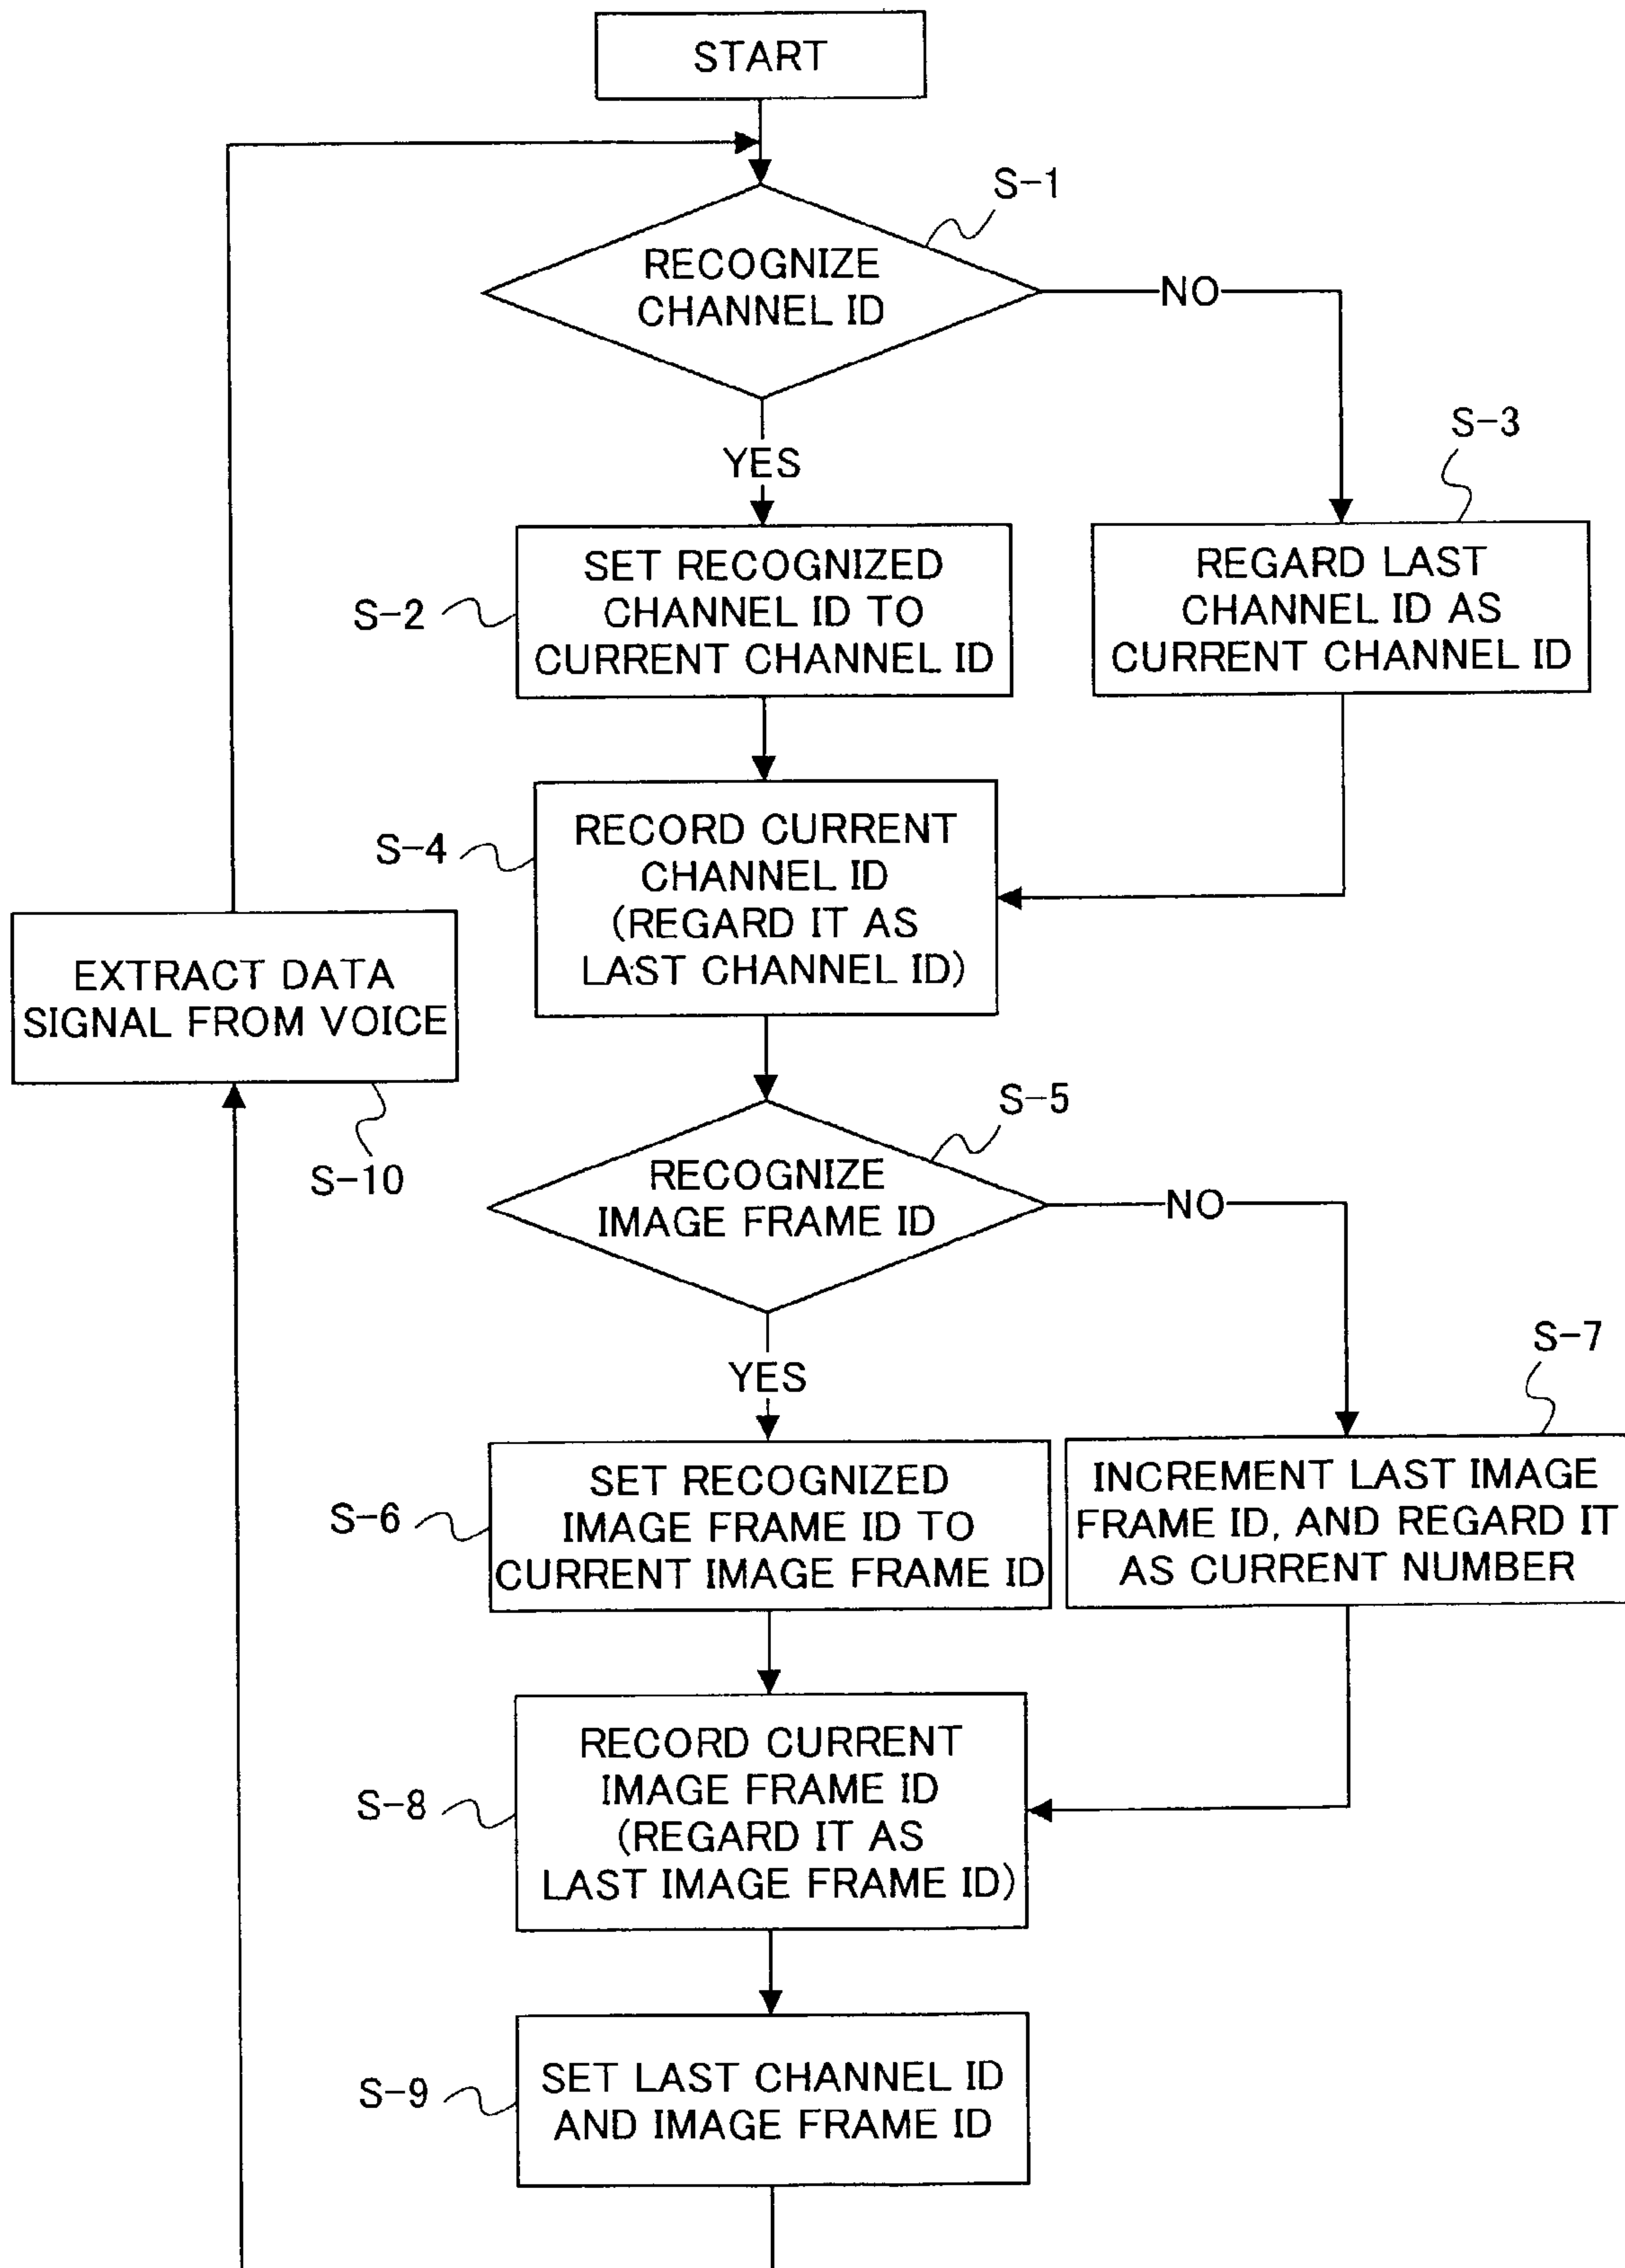 START
S-1
RECOGNIZE
CHANNEL ID
NO
YES
S-3
S-2
SET RECOGNIZED
CHANNEL ID TO
CURRENT CHANNEL ID
REGARD LAST
CHANNEL ID AS
CURRENT CHANNEL ID
S-4
RECORD CURRENT
CHANNEL ID
(REGARD IT AS
LAST CHANNEL ID)
EXTRACT DATA
SIGNAL FROM VOICE
S-10
S-5
RECOGNIZE
IMAGE FRAME ID
NO
YES
S-7
S-6
SET RECOGNIZED
IMAGE FRAME ID TO
CURRENT IMAGE FRAME ID
INCREMENT LAST IMAGE
FRAME ID, AND REGARD IT
AS CURRENT NUMBER
S-8
RECORD CURRENT
IMAGE FRAME ID
(REGARD IT AS
LAST IMAGE FRAME ID)
S-9
SET LAST CHANNEL ID
AND IMAGE FRAME ID